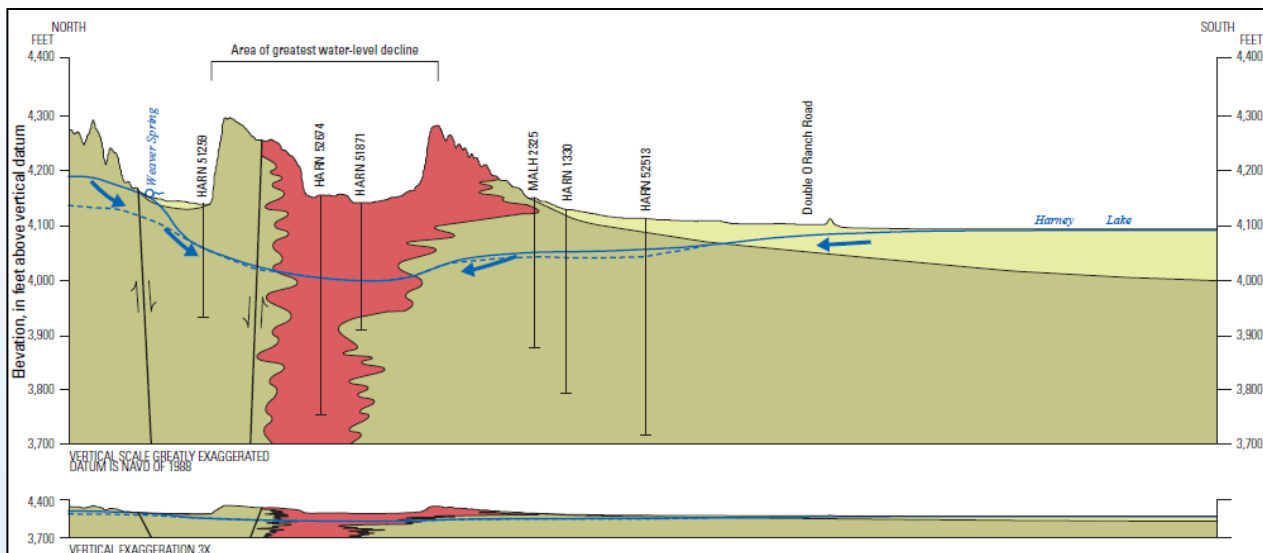 NORTH
SOUTH
FEET
FEET
Area of greatest water-level decline
4,400
4,400
4,300
4,300
4,200
4,200
4,100
4,100
4,000
4,000
3,900
3,900
3,800
3,800
3,700
3,700
Elevation, in feet above vertical datum
Weaver Spring
HARN 51259
HARN 52674
HARN 51871
MALH 2325
HARN 1330
HARN 52513
Double O Ranch Road
Harney Lake
VERTICAL SCALE GREATLY EXAGGERATED
DATUM IS NAVD OF 1988
4,400
3,700
VERTICAL EXAGGERATION 3X